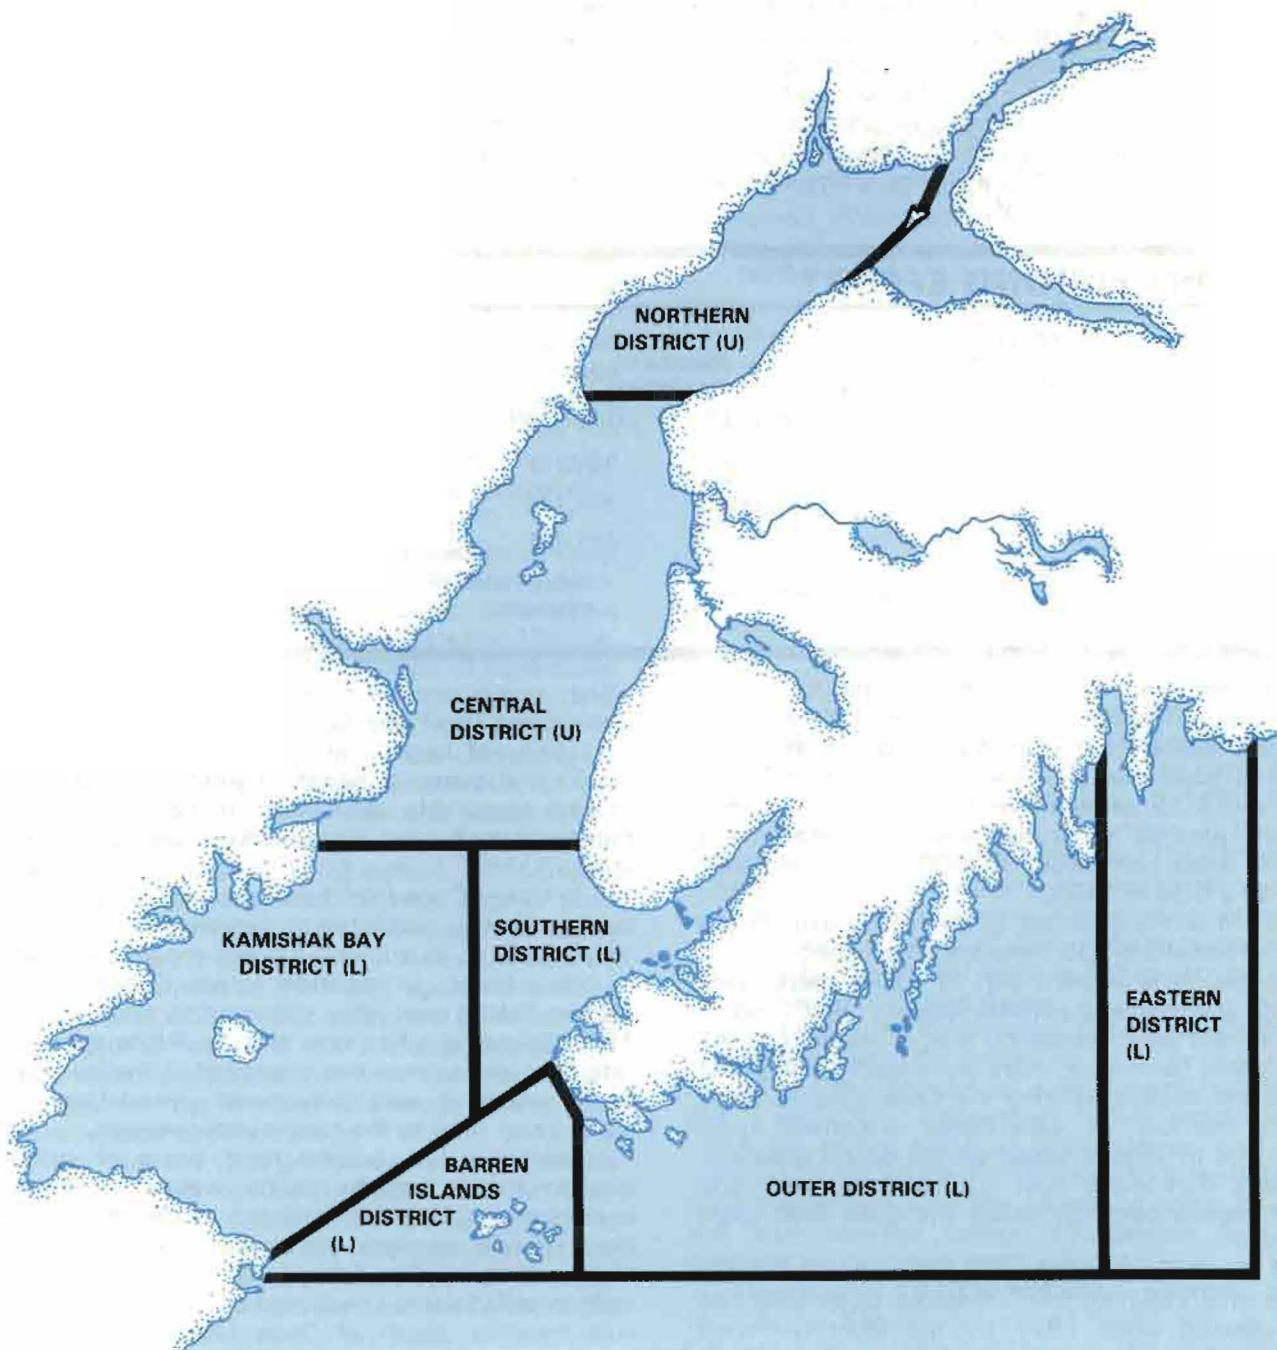 NORTHERN
DISTRICT (U)
CENTRAL
DISTRICT (U)
KAMISHAK BAY
DISTRICT (L)
SOUTHERN
DISTRICT (L)
EASTERN
DISTRICT
(L)
BARREN
ISLANDS
DISTRICT
(L)
OUTER DISTRICT (L)